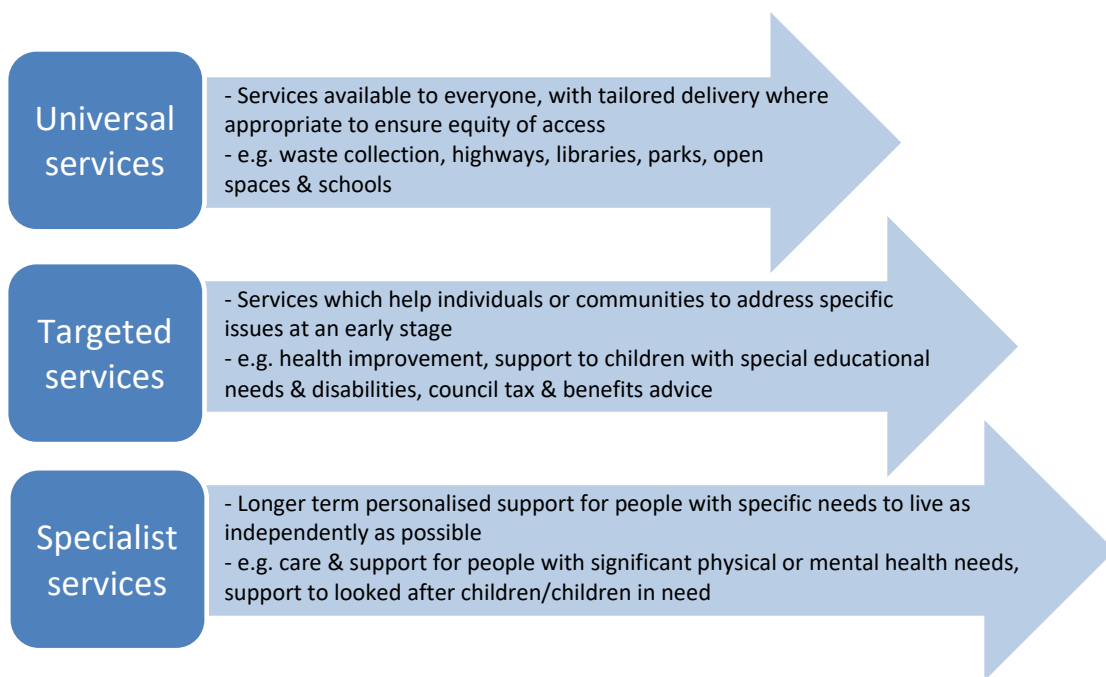 Universal
services
- Services available to everyone, with tailored delivery where
appropriate to ensure equity of access
- e.g. waste collection, highways, libraries, parks, open
spaces & schools
Targeted
services
- Services which help individuals or communities to address specific
issues at an early stage
- e.g. health improvement, support to children with special educational
needs & disabilities, council tax & benefits advice
Specialist
services
- Longer term personalised support for people with specific needs to live as
independently as possible
- e.g. care & support for people with significant physical or mental health needs,
support to looked after children/children in need